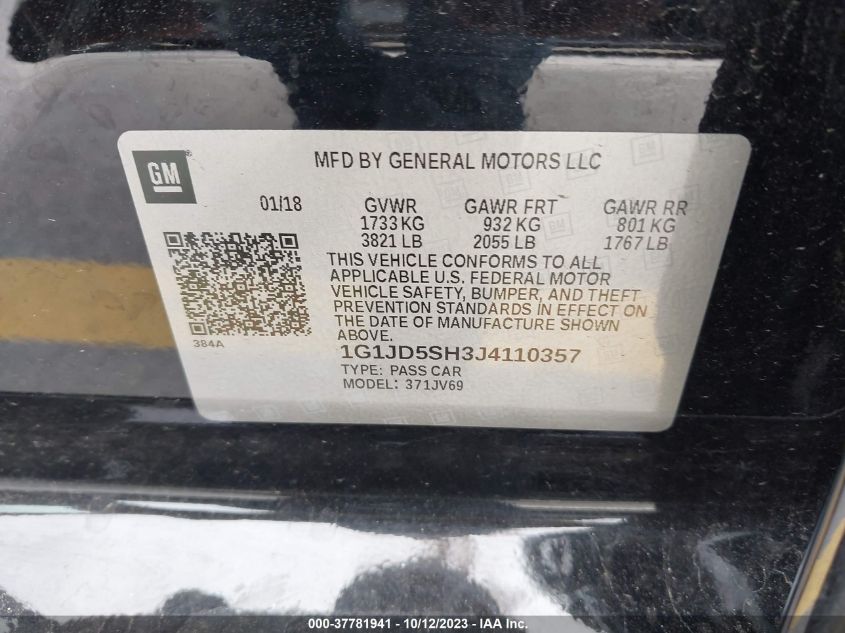 GM
MFD BY GENERAL MOTORS LLC
01/18 GVWR GAWR FRT GAWR RR
1733 KG 932 KG 801 KG
3821 LB 2055 LB 1767 LB
THIS VEHICLE CONFORMS TO ALL
APPLICABLE U.S. FEDERAL MOTOR
VEHICLE SAFETY, BUMPER, AND THEFT
PREVENTION STANDARDS IN EFFECT ON
THE DATE OF MANUFACTURE SHOWN
ABOVE.
384A
1G1JD5SH3J4110357
TYPE: PASS CAR
MODEL: 371JV69
000-37781941 - 10/12/2023 - IAAI.com